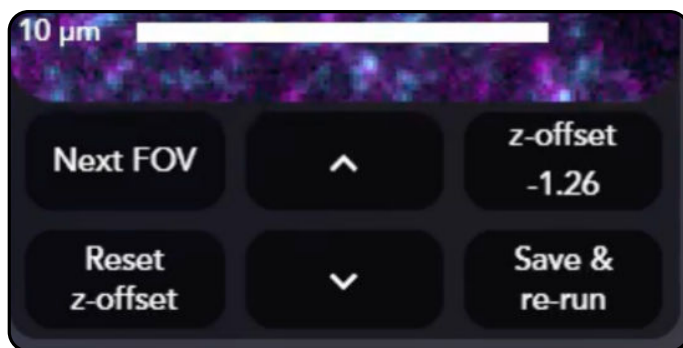 10 μm
Next FOV
z-offset
-1.26
Reset
z-offset
Save &
re-run